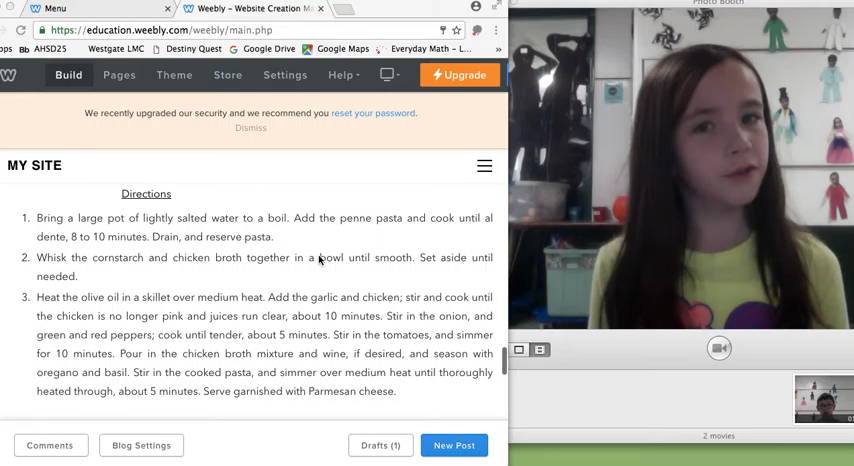 Menu
Weebly – Website Creation Ma
Photo Booth
https://education.weebly.com/weebly/main.php
pps
Bb AHSD25
Westgate LMC
Destiny Quest
Google Drive
Google Maps
Everyday Math – L...
Build
Pages
Theme
Store
Settings
Help
Upgrade
We recently upgraded our security and we recommend you reset your password.
Dismiss
MY SITE
Directions
1. Bring a large pot of lightly salted water to a boil. Add the penne pasta and cook until al
dente, 8 to 10 minutes. Drain, and reserve pasta.
2. Whisk the cornstarch and chicken broth together in a bowl until smooth. Set aside until
needed.
3. Heat the olive oil in a skillet over medium heat. Add the garlic and chicken; stir and cook until
the chicken is no longer pink and juices run clear, about 10 minutes. Stir in the onion, and
green and red peppers; cook until tender, about 5 minutes. Stir in the tomatoes, and simmer
for 10 minutes. Pour in the chicken broth mixture and wine, if desired, and season with
oregano and basil. Stir in the cooked pasta, and simmer over medium heat until thoroughly
heated through, about 5 minutes. Serve garnished with Parmesan cheese.
Comments
Blog Settings
Drafts (1)
New Post
2 movies